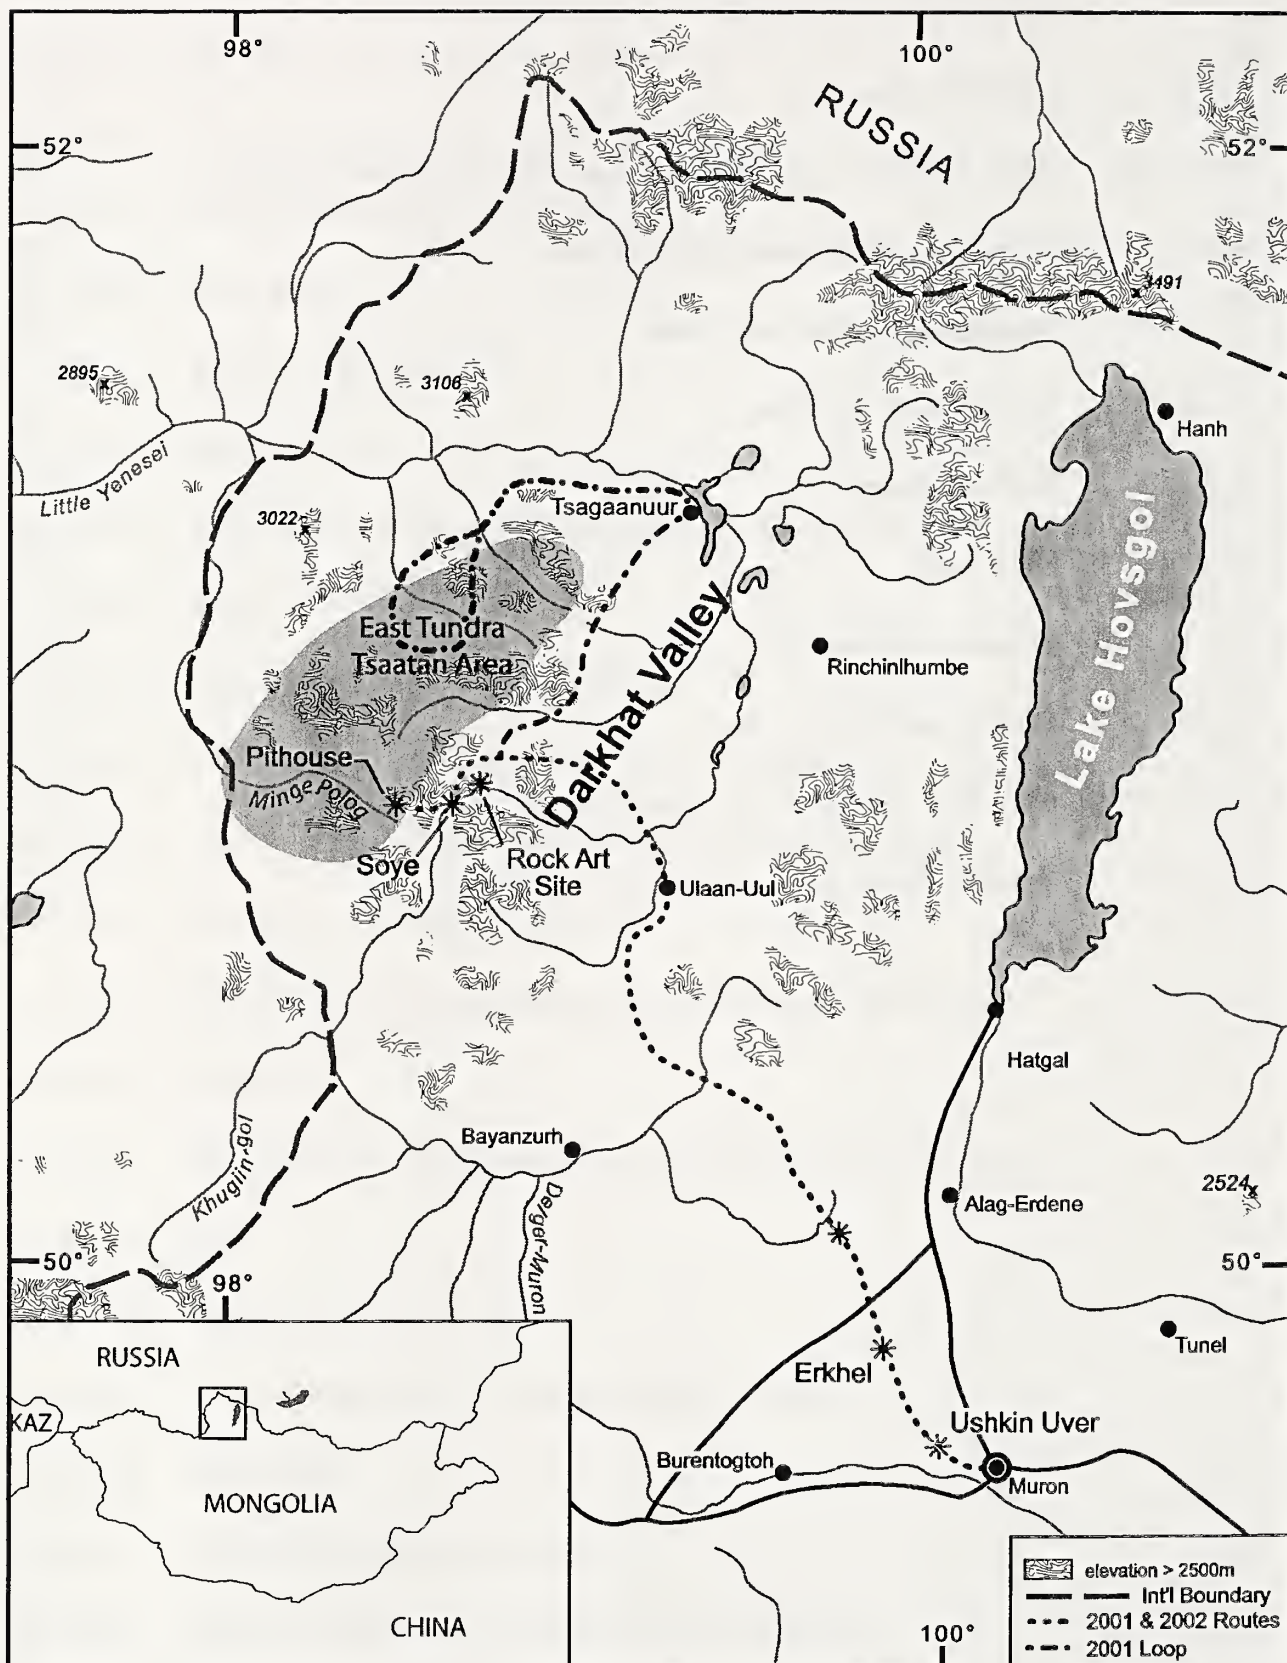 98°
100°
RUSSIA
52°
52°
3491
2895
3106
Hanh
Little Yenesei
Tsagaanuur
3022
Lake Hovsgol
East Tundra
Tsaatan Area
Rinchinlhumbe
Darkhat Valley
Pithouse
Minge Polog
Soye
Rock Art
Site
Ulaan-Uul
Hatgal
Bayanzurh
Khugiin-gol
Delger-Muron
2524
Alag-Erdene
50°
98°
50°
Tunel
Erkhel
Ushkin Uver
Burentogtoh
Muron
RUSSIA
KAZ
MONGOLIA
CHINA
elevation > 2500m
Int'l Boundary
2001 & 2002 Routes
2001 Loop
100°